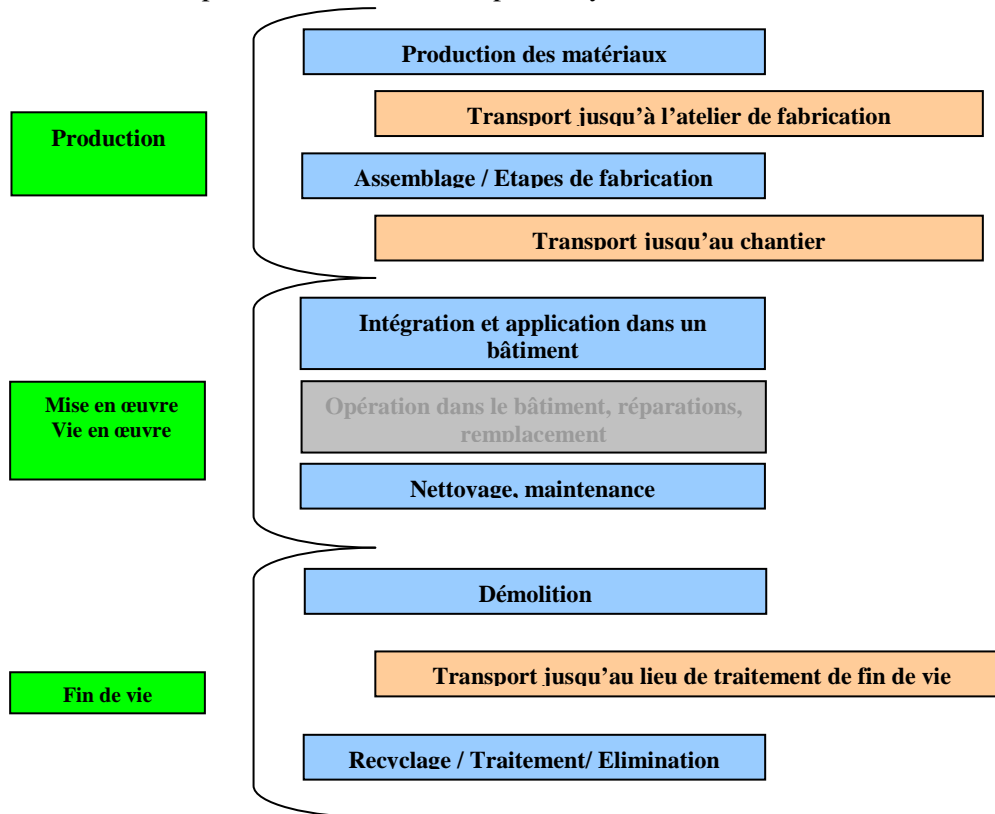 Production des matériaux
Transport jusqu'à l'atelier de fabrication
Production
Assemblage / Etapes de fabrication
Transport jusqu'au chantier
Intégration et application dans un
bâtiment
Mise en œuvre
Vie en œuvre
Opération dans le bâtiment, réparations,
remplacement
Nettoyage, maintenance
Démolition
Transport jusqu'au lieu de traitement de fin de vie
Fin de vie
Recyclage / Traitement/ Elimination